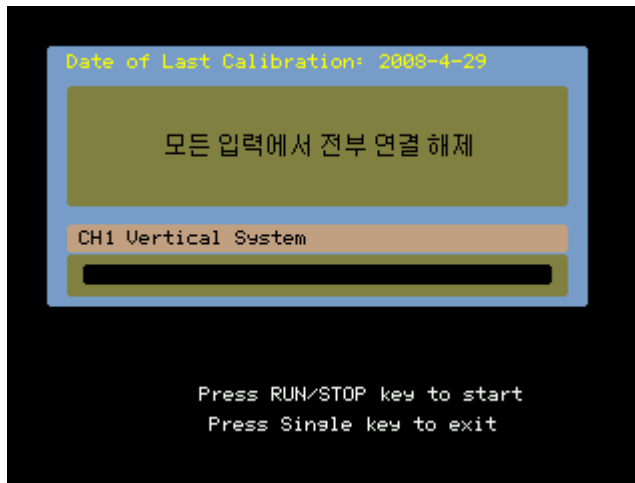 Date of Last Calibration: 2008-4-29
모든 입력에서 전부 연결 해제
CH1 Vertical System
Press RUN/STOP key to start
Press Single key to exit